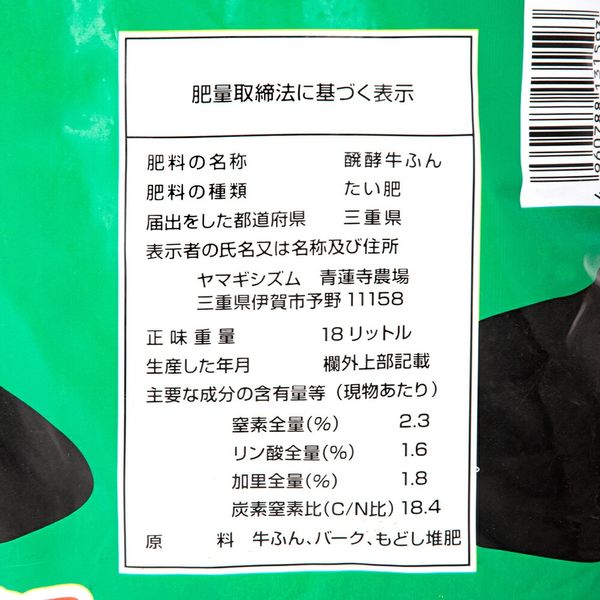 肥量取締法に基づく表示
肥料の名称 醗酵牛ふん
肥料の種類 たい肥
届出をした都道府県 三重県
表示者の氏名又は名称及び住所
ヤマギシズム 青蓮寺農場
三重県伊賀市予野11158
正味重量 18リットル
生産した年月 欄外上部記載
主要な成分の含有量等（現物あたり）
窒素全量(%) 2.3
リン酸全量(%) 1.6
加里全量(%) 1.8
炭素窒素比(C/N比) 18.4
原料 牛ふん、バーク、もどし堆肥